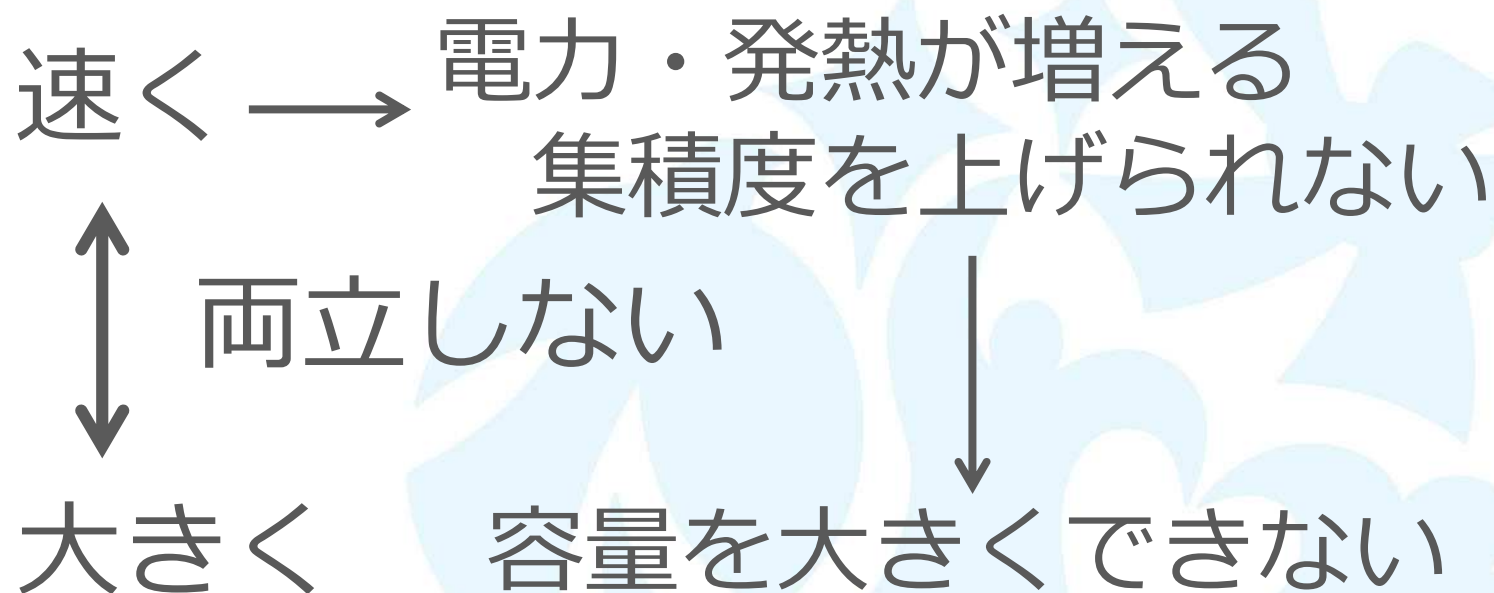 速く
電力・発熱が増える
集積度を上げられない
両立しない
大きく
容量を大きくできない